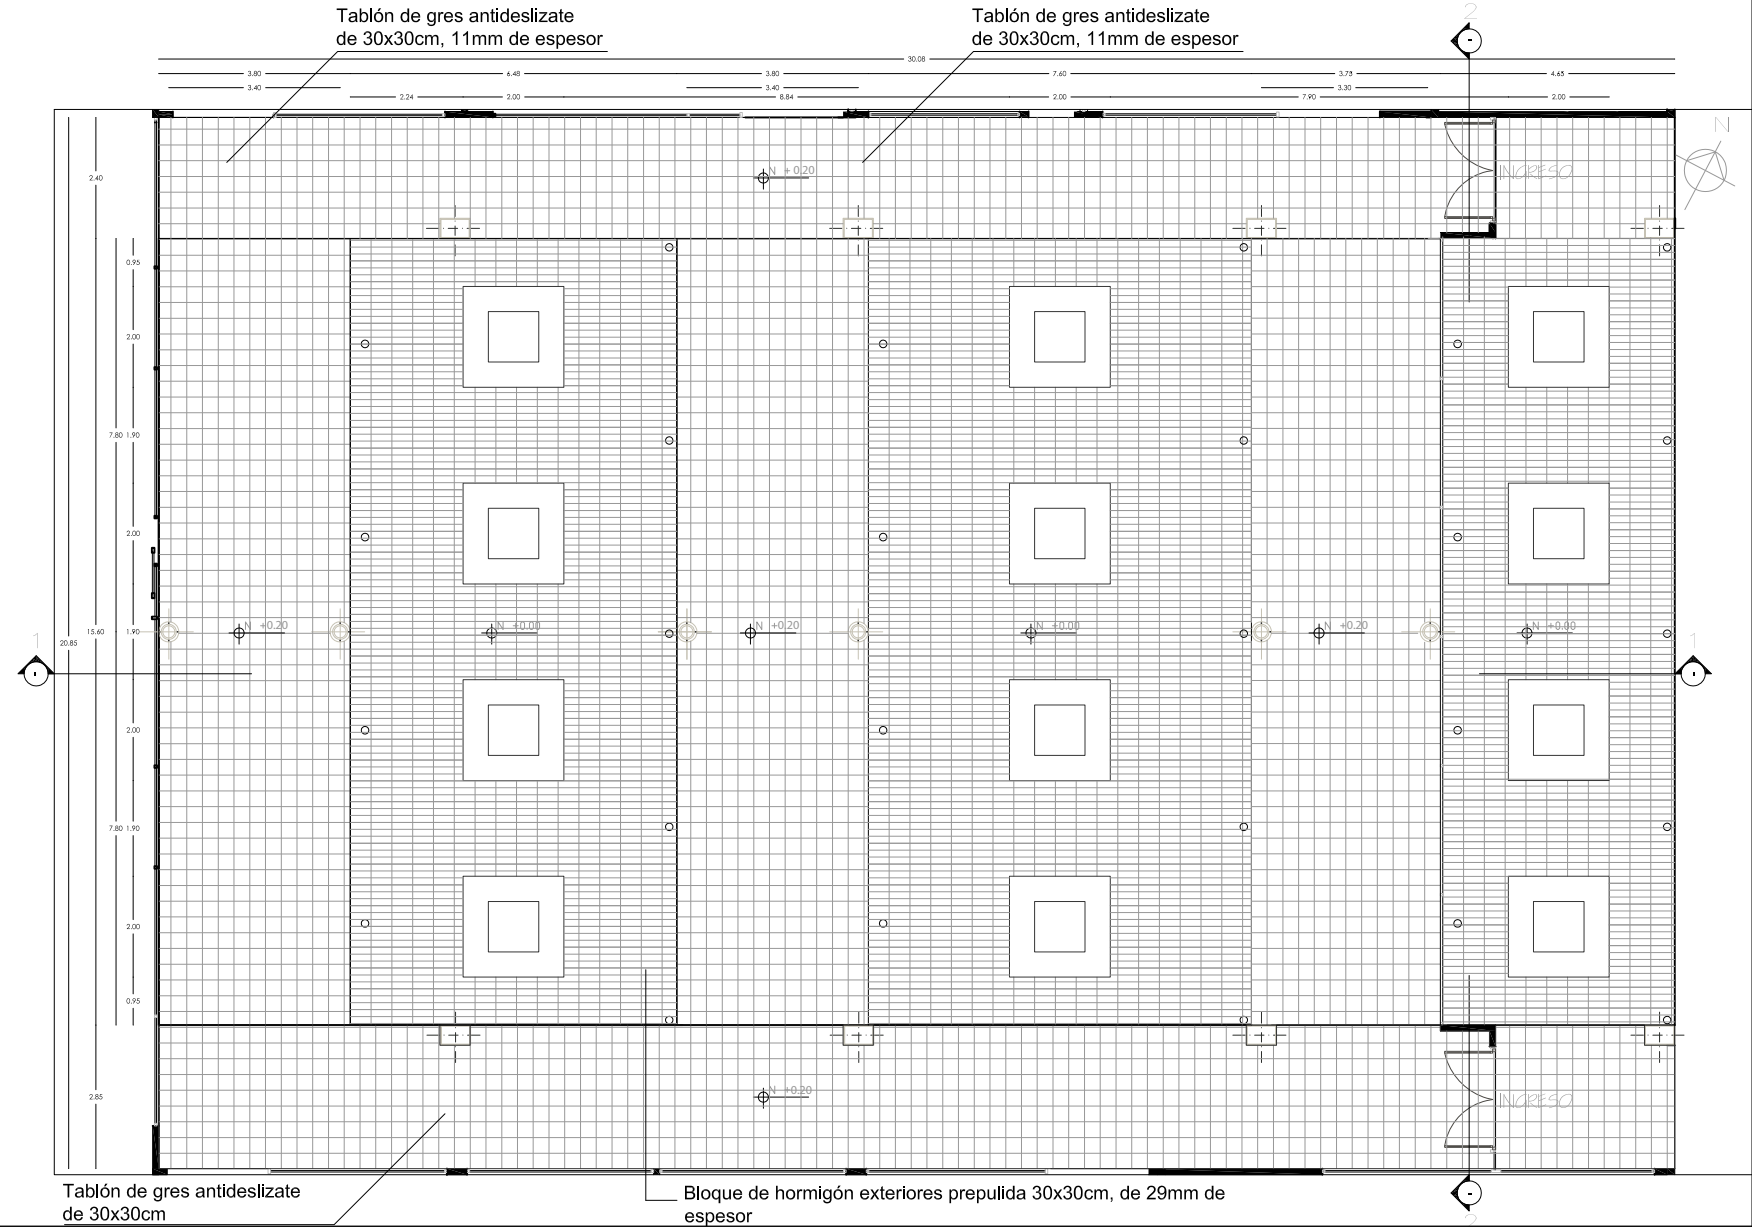 Tablón de gres antideslizate
de 30x30cm, 11mm de espesor
Tablón de gres antideslizate
de 30x30cm, 11mm de espesor
2
30.08
3.80 6.48 3.80 7.60 3.73 4.65
3.40 3.40 3.30
2.24 2.00 8.84 2.00 7.90 2.00
N
N + 0.20
INGRESO
2.40
0.95
2.00
7.80 1.90
2.00
N +0.20 N +0.00 N +0.20 N +0.00 N +0.20 N +0.00
15.60 1.90
20.85
1 1
2.00
7.80 1.90
2.00
0.95
2.85
N +0.20
INGRESO
Tablón de gres antideslizate
de 30x30cm
Bloque de hormigón exteriores prepulida 30x30cm, de 29mm de
espesor
2